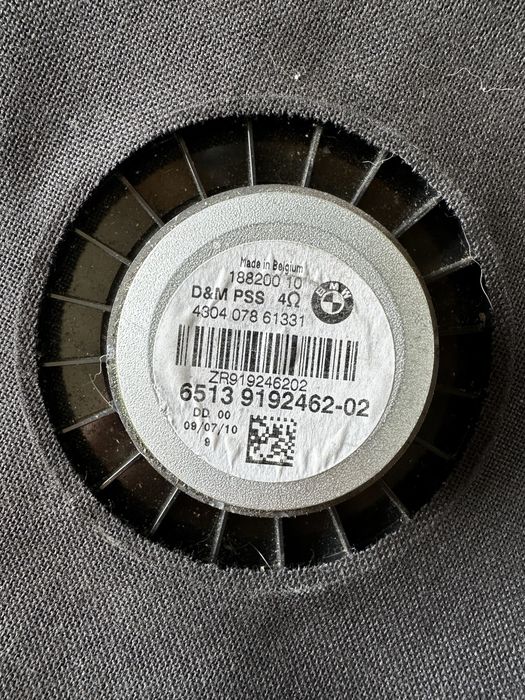 Made in Belgium
188200 10
D&M PSS 4Ω
BMW
4304 078 61331
ZR919246202
6513 9192462-02
DD 00
09/07/10
9